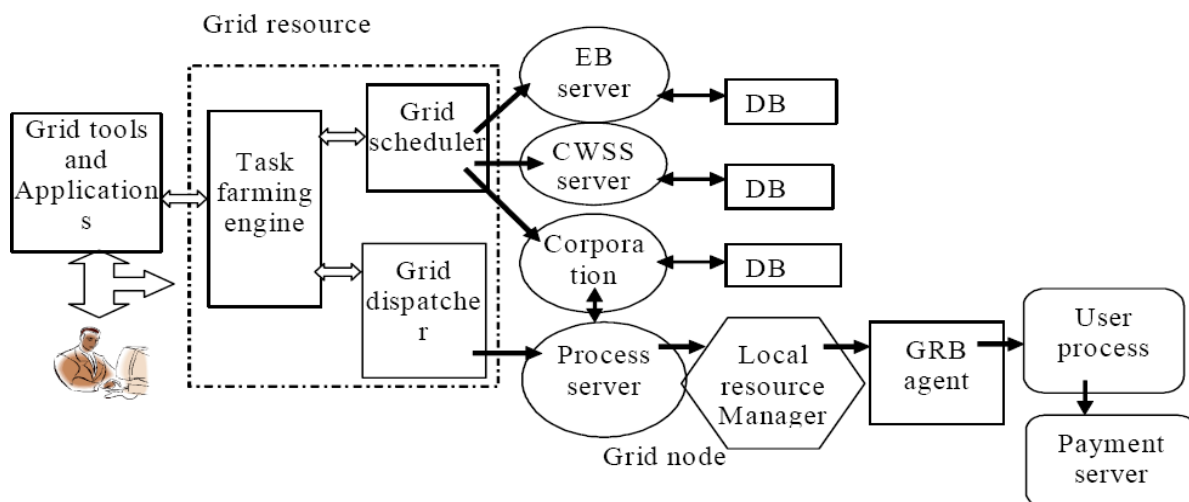 Grid resource
Grid tools
and
Application
s
Task
farming
engine
Grid
scheduler
Grid
dispatche
r
EB
server
DB
CWSS
server
DB
Corpora
tion
DB
Process
server
Local
resource
Manager
GRB
agent
User
process
Payment
server
Grid node